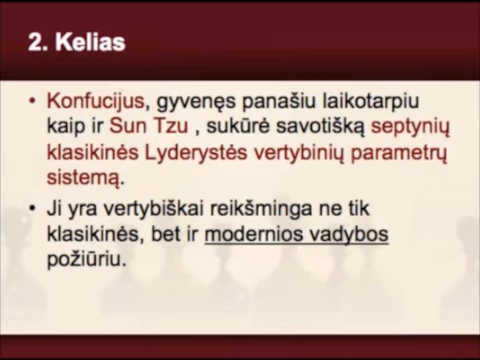 2. Kelias
• Konfucijus, gyvenęs panašiu laikotarpiu
kaip ir Sun Tzu , sukūrė savotišką septynių
klasikinės Lyderystės vertybinių parametrų
sistemą.
• Ji yra vertybiškai reikšminga ne tik
klasikinės, bet ir modernios vadybos
požiūriu.